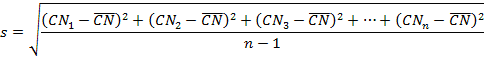 s = √(((CN₁ − C̅N̅)² + (CN₂ − C̅N̅)² + (CN₃ − C̅N̅)² + ⋯ + (CNₙ − C̅N̅)²) / (n − 1))